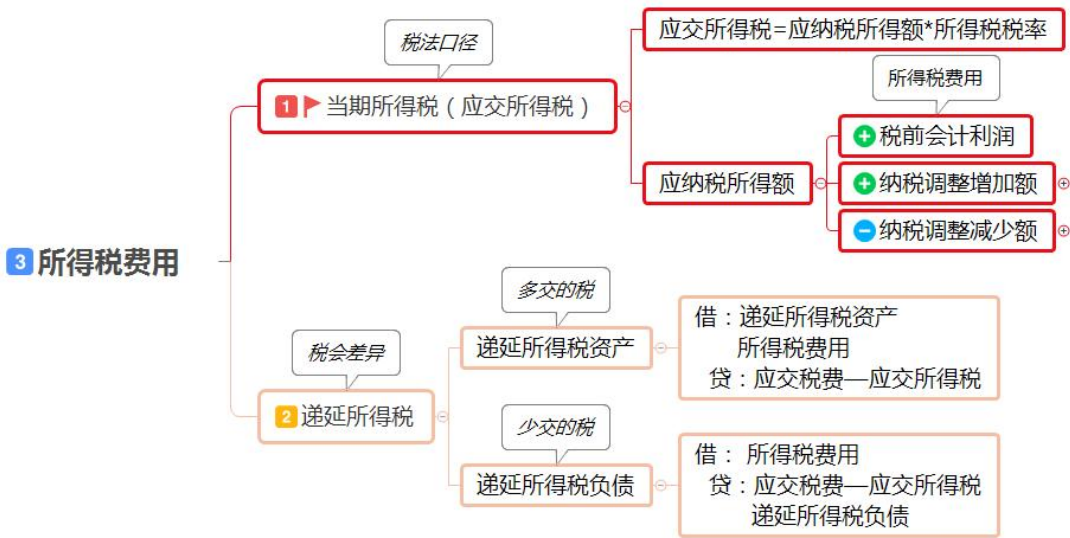 3 所得税费用
税法口径
1 当期所得税（应交所得税）
应交所得税=应纳税所得额*所得税税率
应纳税所得额
所得税费用
税前会计利润
纳税调整增加额
纳税调整减少额
税会差异
2 递延所得税
多交的税
递延所得税资产
借：递延所得税资产
所得税费用
贷：应交税费—应交所得税
少交的税
递延所得税负债
借： 所得税费用
贷：应交税费—应交所得税
递延所得税负债